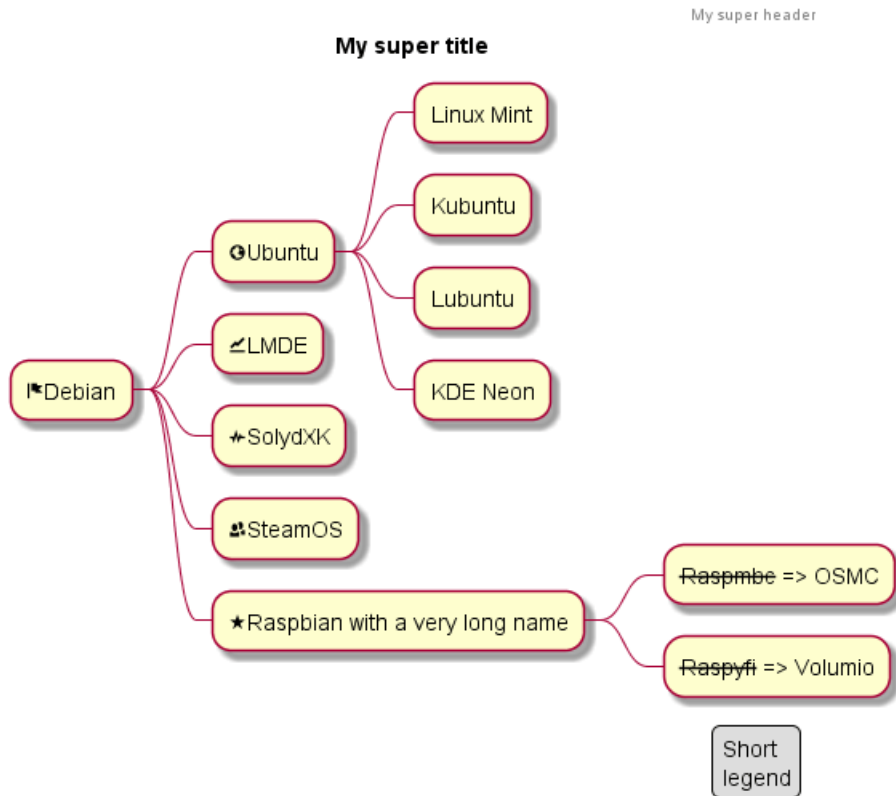 My super header
My super title
Linux Mint
Kubuntu
Ubuntu
Lubuntu
LMDE
Debian
KDE Neon
SolydXK
SteamOS
Raspmbc => OSMC
Raspbian with a very long name
Raspyfi => Volumio
Short
legend